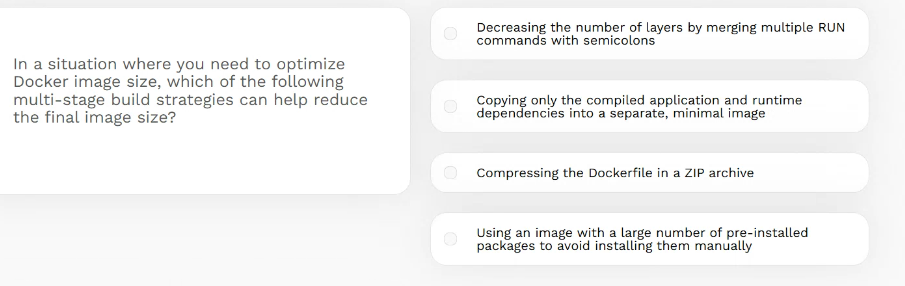 In a situation where you need to optimize
Docker image size, which of the following
multi-stage build strategies can help reduce
the final image size?
Decreasing the number of layers by merging multiple RUN
commands with semicolons
Copying only the compiled application and runtime
dependencies into a separate, minimal image
Compressing the Dockerfile in a ZIP archive
Using an image with a large number of pre-installed
packages to avoid installing them manually